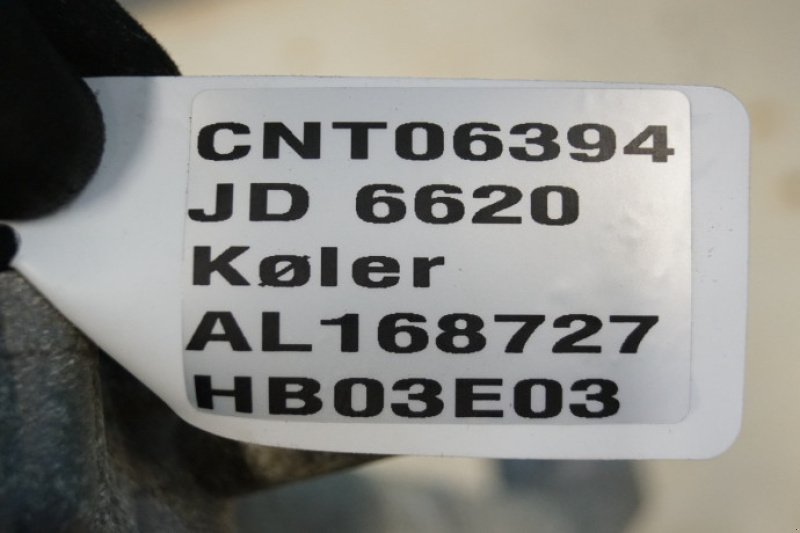 CNT06394
JD 6620
Køler
AL168727
HB03E03